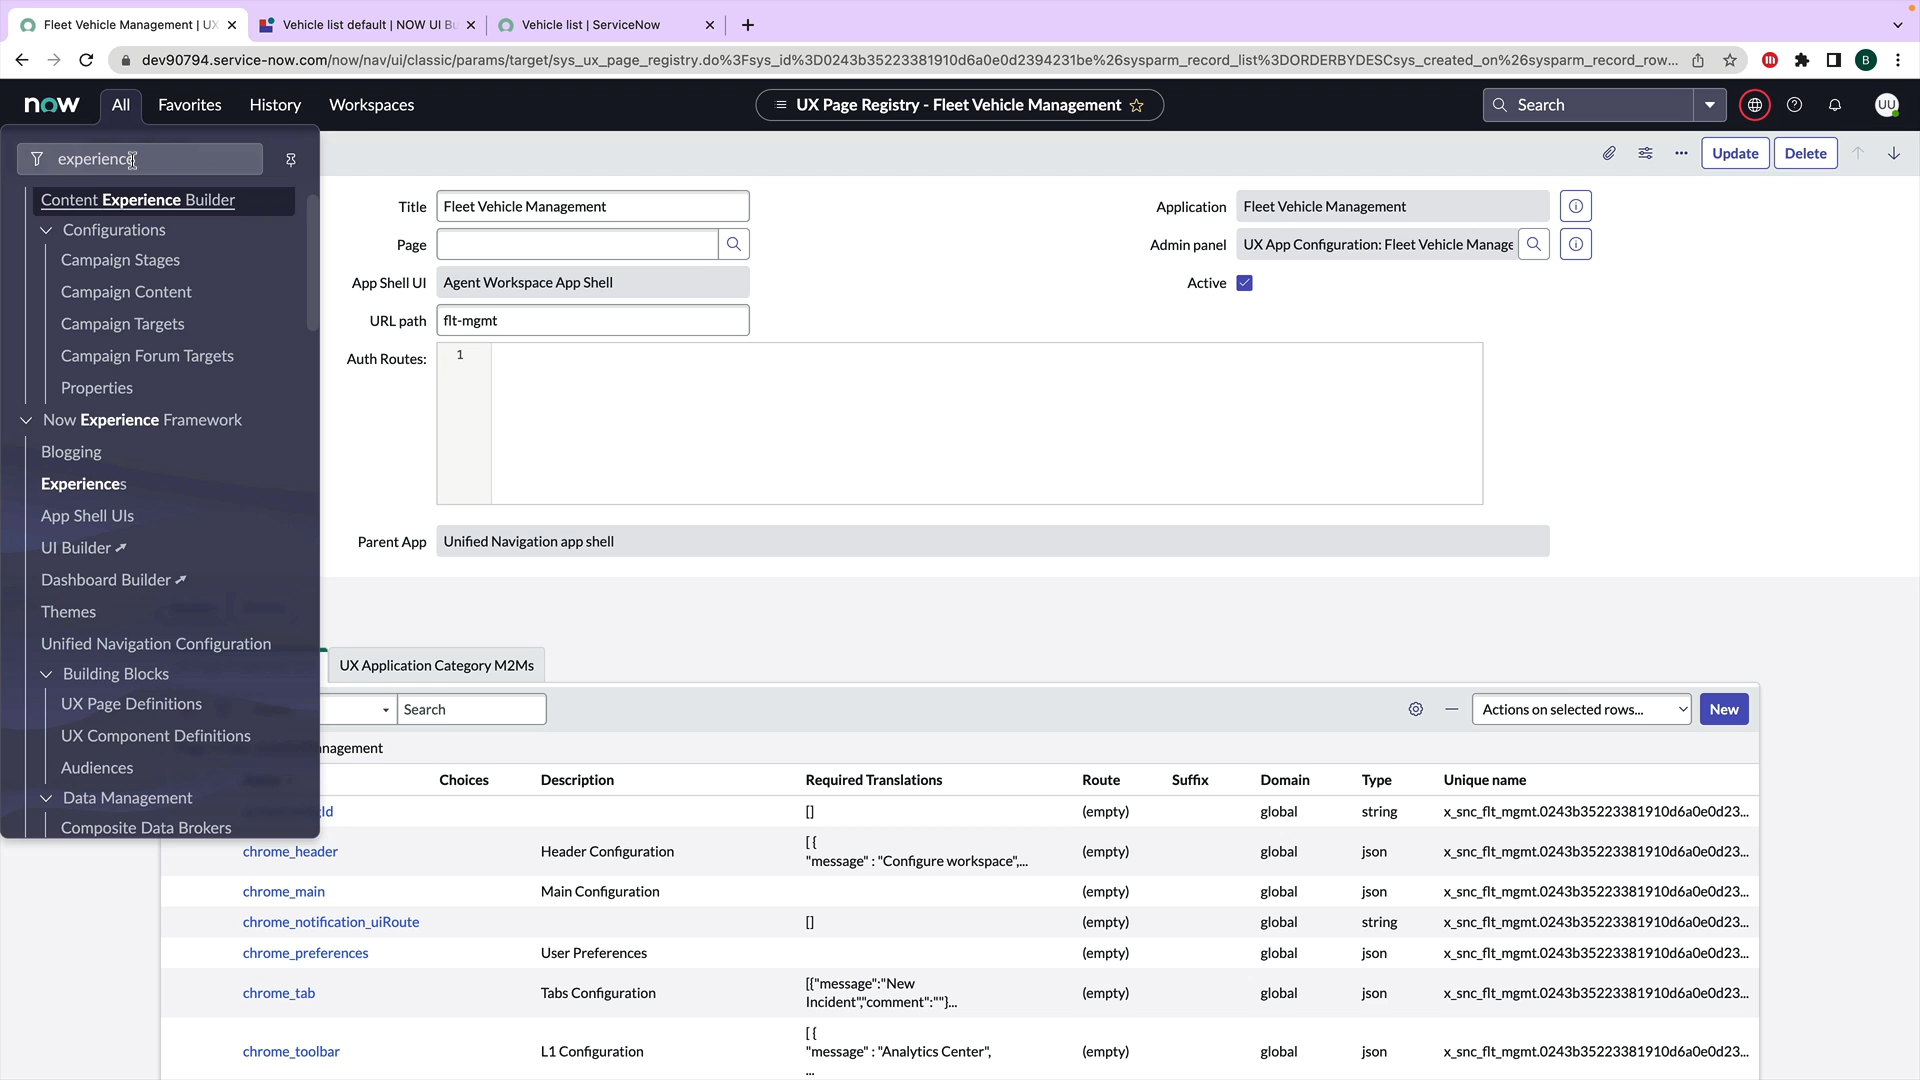 Fleet Vehicle Management | UX
Vehicle list default | NOW UI Bu
Vehicle list | ServiceNow
dev90794.service-now.com/now/nav/ui/classic/params/target/sys_ux_page_registry.do%3Fsys_id%3D0243b35223381910d6a0e0d2394231be%26sysparm_record_list%3DORDERBYDESCsys_created_on%26sysparm_record_row...
B
now
All
Favorites
History
Workspaces
UX Page Registry - Fleet Vehicle Management
Search
UU
experience
Update
Delete
Content Experience Builder
Configurations
Campaign Stages
Campaign Content
Campaign Targets
Campaign Forum Targets
Properties
Now Experience Framework
Blogging
Experiences
App Shell UIs
UI Builder
Dashboard Builder
Themes
Unified Navigation Configuration
Building Blocks
UX Page Definitions
UX Component Definitions
Audiences
Data Management
Composite Data Brokers
Title
Fleet Vehicle Management
Application
Fleet Vehicle Management
Page
Admin panel
UX App Configuration: Fleet Vehicle Manage
App Shell UI
Agent Workspace App Shell
Active
URL path
flt-mgmt
Auth Routes:
1
Parent App
Unified Navigation app shell
UX Application Category M2Ms
Search
Actions on selected rows...
New
Choices Description Required Translations Route Suffix Domain Type Unique name
[] (empty) global string x_snc_flt_mgmt.0243b35223381910d6a0e0d23...
chrome_header Header Configuration [{ "message" : "Configure workspace",... (empty) global json x_snc_flt_mgmt.0243b35223381910d6a0e0d23...
chrome_main Main Configuration (empty) global json x_snc_flt_mgmt.0243b35223381910d6a0e0d23...
chrome_notification_uiRoute [] (empty) global string x_snc_flt_mgmt.0243b35223381910d6a0e0d23...
chrome_preferences User Preferences (empty) global json x_snc_flt_mgmt.0243b35223381910d6a0e0d23...
chrome_tab Tabs Configuration [{"message":"New Incident","comment":""}... (empty) global json x_snc_flt_mgmt.0243b35223381910d6a0e0d23...
chrome_toolbar L1 Configuration [{ "message" : "Analytics Center", ... (empty) global json x_snc_flt_mgmt.0243b35223381910d6a0e0d23...